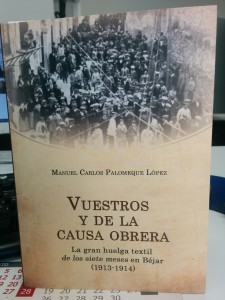 MANUEL CARLOS PALOMEQUE LÓPEZ
VUESTROS
Y DE LA
CAUSA OBRERA
La gran huelga textil
de los siete meses en Béjar
(1913-1914)
28